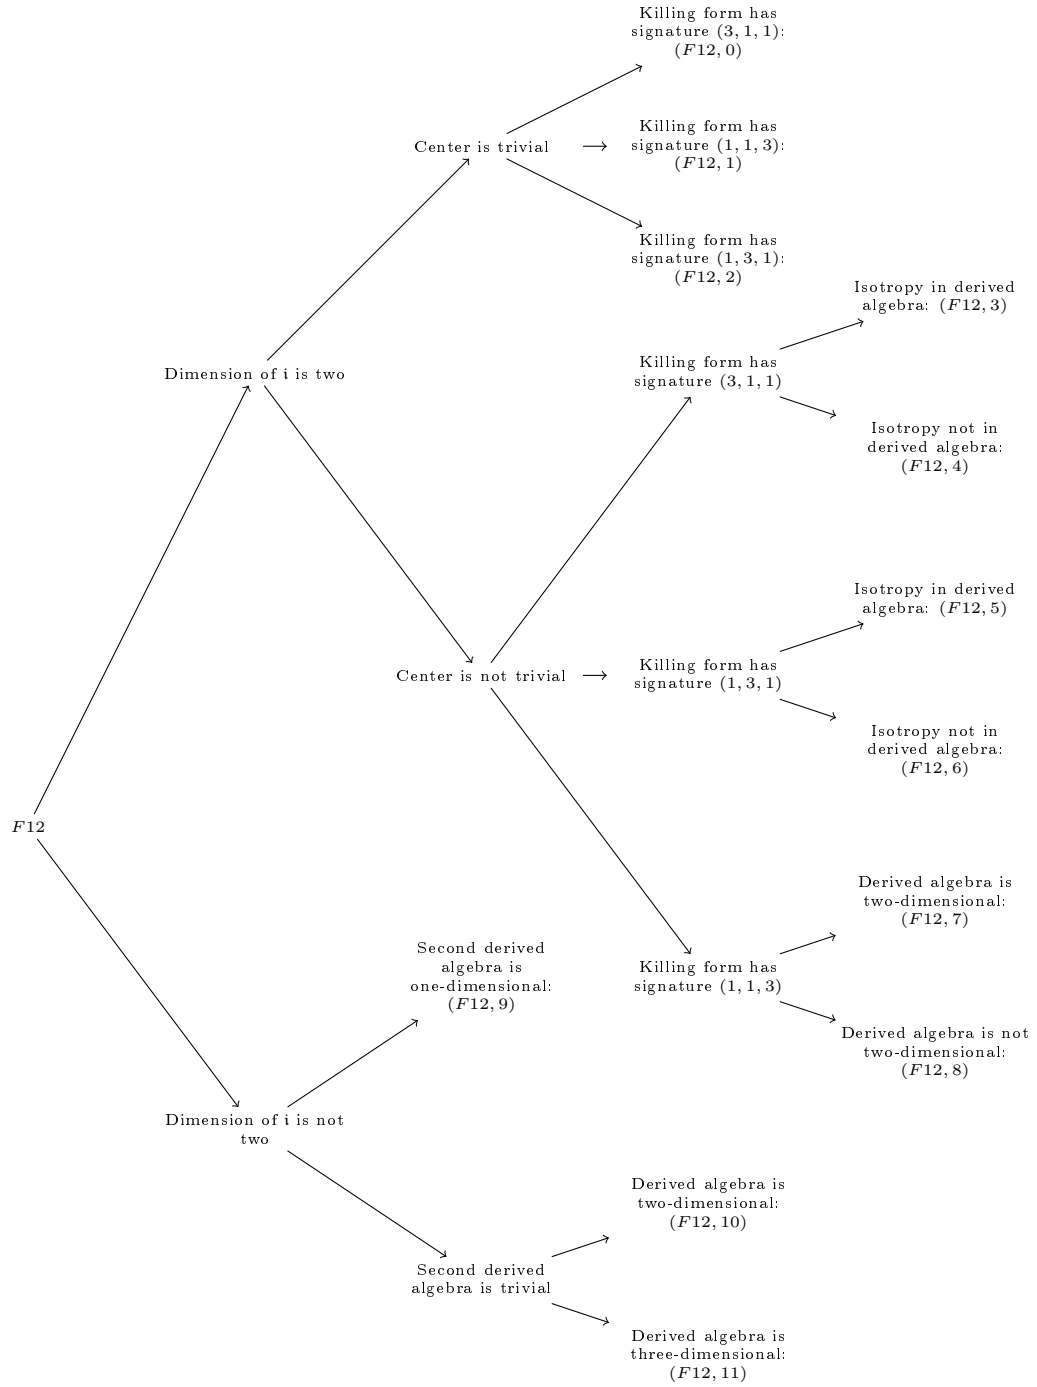 Killing form has
signature (3, 1, 1):
(F12, 0)
Center is trivial
Killing form has
signature (1, 1, 3):
(F12, 1)
Killing form has
signature (1, 3, 1):
(F12, 2)
Isotropy in derived
algebra: (F12, 3)
Dimension of 𝔦 is two
Killing form has
signature (3, 1, 1)
Isotropy not in
derived algebra:
(F12, 4)
Isotropy in derived
algebra: (F12, 5)
Center is not trivial
Killing form has
signature (1, 3, 1)
Isotropy not in
derived algebra:
(F12, 6)
F12
Derived algebra is
two-dimensional:
(F12, 7)
Second derived
algebra is
one-dimensional:
(F12, 9)
Killing form has
signature (1, 1, 3)
Derived algebra is not
two-dimensional:
(F12, 8)
Dimension of 𝔦 is not
two
Derived algebra is
two-dimensional:
(F12, 10)
Second derived
algebra is trivial
Derived algebra is
three-dimensional:
(F12, 11)